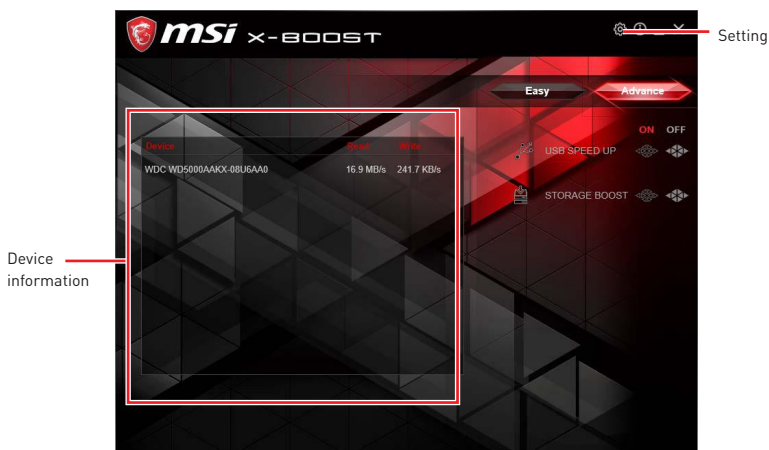 msi X-BOOST
Setting
Easy Advance
ON OFF
Device Read Write
USB SPEED UP
WDC WD5000AAKX-08U6AA0 16.9 MB/s 241.7 KB/s
STORAGE BOOST
Device
information